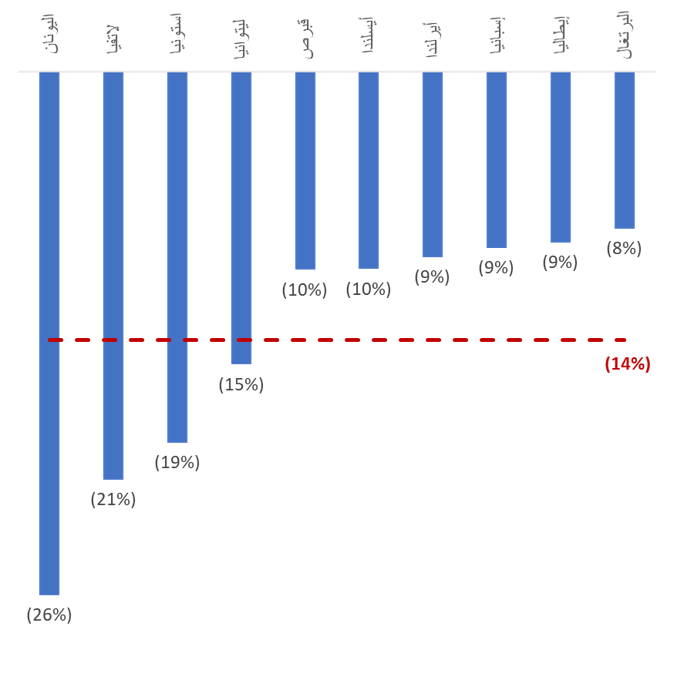 اليونان
لاتفيا
استونيا
ليتوانيا
قبرص
أيسلندا
أيرلندا
إسبانيا
إيطاليا
البرتغال
(26%)
(21%)
(19%)
(15%)
(10%)
(10%)
(9%)
(9%)
(9%)
(8%)
(14%)